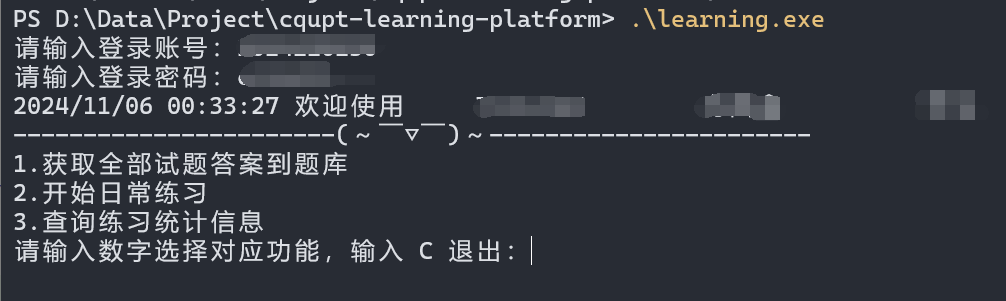 PS D:\Data\Project\cqupt-learning-platform> .\learning.exe
请输入登录账号：
请输入登录密码：
2024/11/06 00:33:27 欢迎使用
-----------------------(～￣▽￣)～-----------------------
1.获取全部试题答案到题库
2.开始日常练习
3.查询练习统计信息
请输入数字选择对应功能，输入 C 退出：